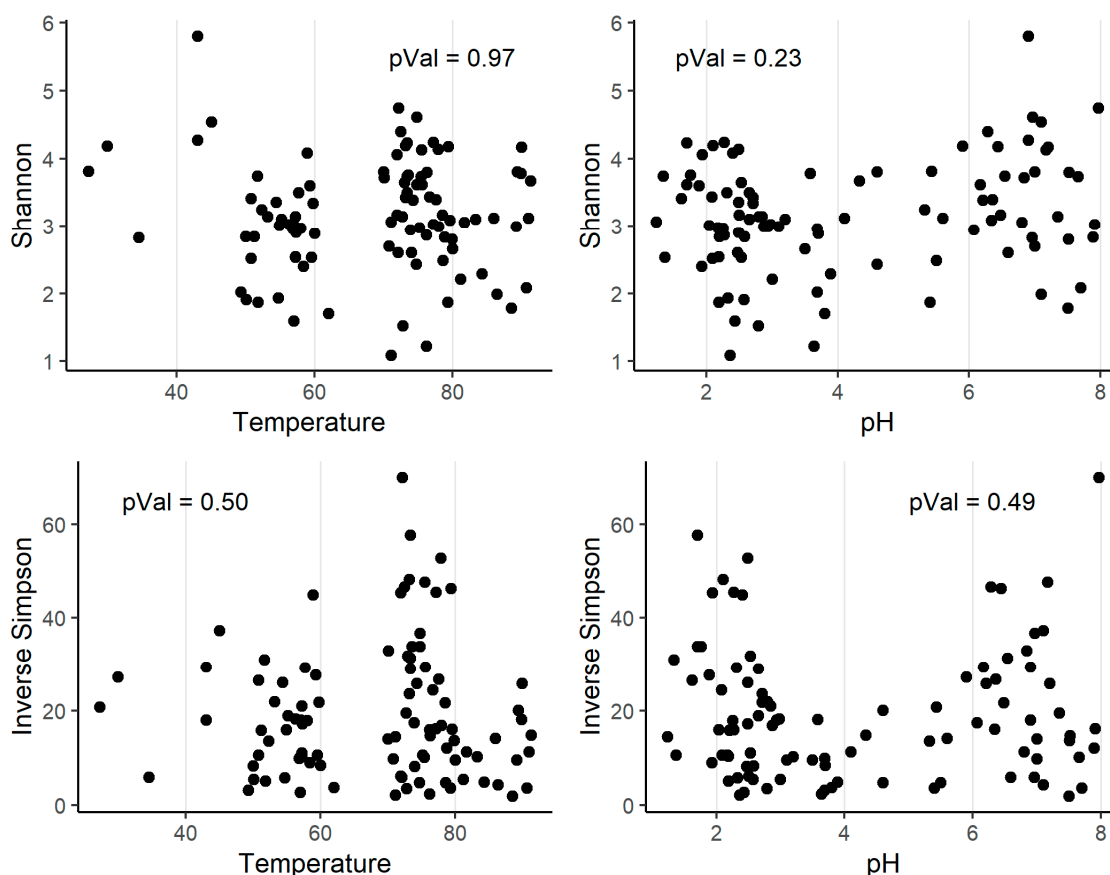 pVal = 0.97
Shannon
6
5
4
3
2
1
40 60 80
Temperature
pVal = 0.23
Shannon
6
5
4
3
2
1
2 4 6 8
pH
pVal = 0.50
Inverse Simpson
60
40
20
0
40 60 80
Temperature
pVal = 0.49
Inverse Simpson
60
40
20
0
2 4 6 8
pH